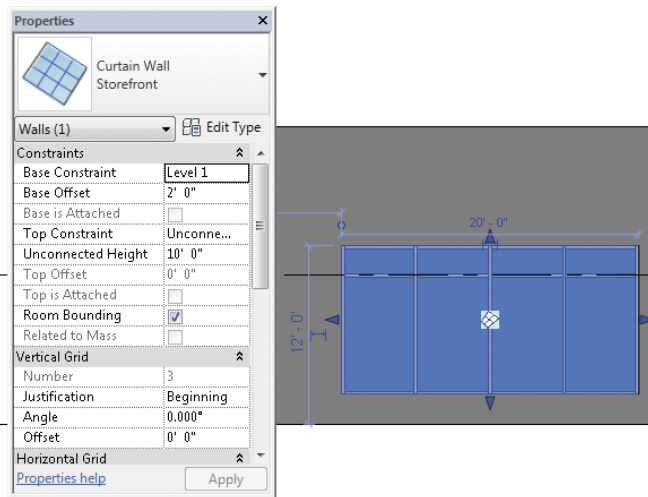 Properties
Curtain Wall
Storefront
Walls (1) Edit Type
Constraints
Base Constraint Level 1
Base Offset 2' 0"
Base is Attached
Top Constraint Unconne...
Unconnected Height 10' 0"
Top Offset 0' 0"
Top is Attached
Room Bounding
Related to Mass
Vertical Grid
Number 3
Justification Beginning
Angle 0.000°
Offset 0' 0"
Horizontal Grid
Properties help Apply
20' - 0"
12' - 0'